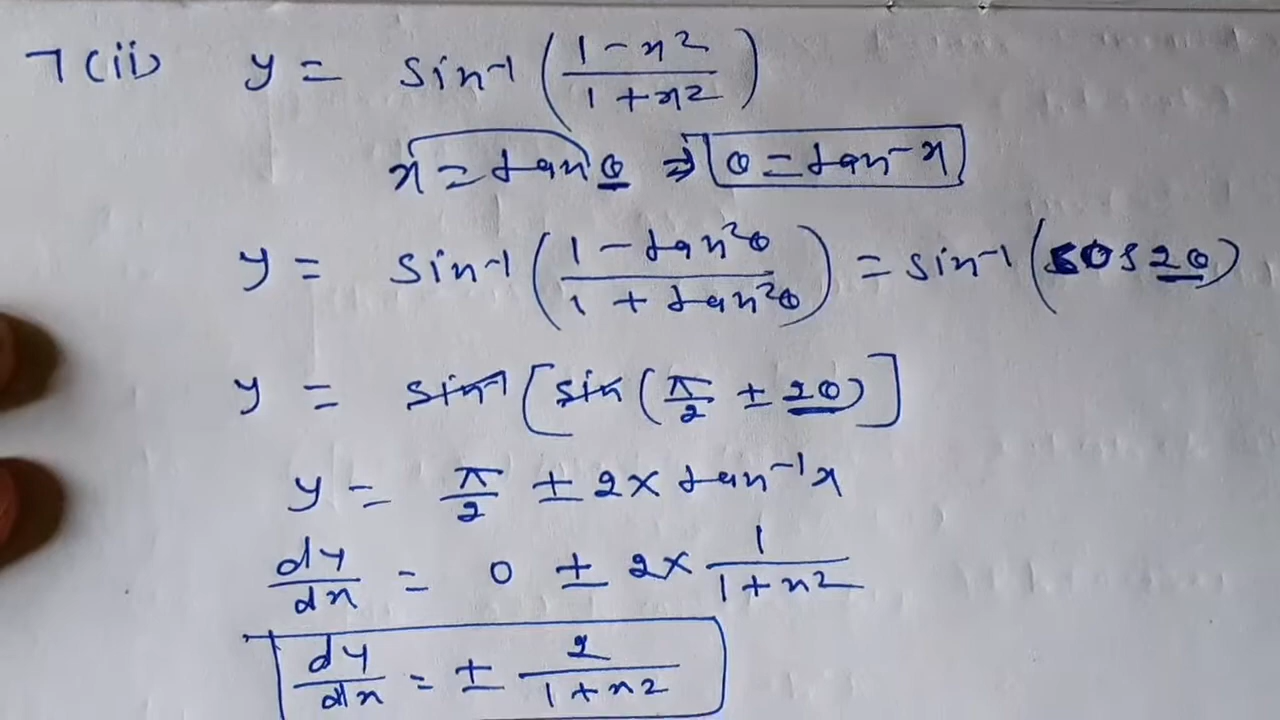 7(ii) y = sin⁻¹ (1-x²/1+x²)
x = tan θ ⇒ θ = tan⁻x
y = sin⁻¹ (1 - tan²θ/1 + tan²θ) = sin⁻¹ (cos 2θ)
y = sin⁻¹ [sin (π/2 ± 2θ)]
y = π/2 ± 2× tan⁻¹x
dy/dx = 0 ± 2× 1/1+x²
dy/dx = ± 2/1+x²